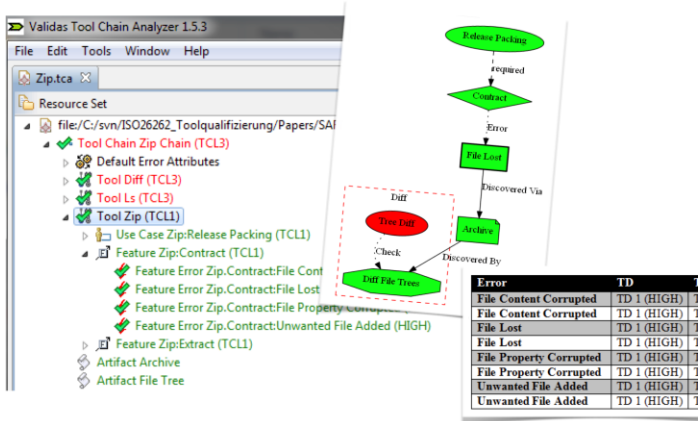 Validas Tool Chain Analyzer 1.5.3
File Edit Tools Window Help
Zip.tca
Resource Set
file:/C:/svn/ISO26262_Toolqualifizierung/Papers/SA
Tool Chain Zip Chain (TCL3)
Default Error Attributes
Tool Diff (TCL3)
Tool Ls (TCL3)
Tool Zip (TCL1)
Use Case Zip:Release Packing (TCL1)
Feature Zip:Contract (TCL1)
Feature Error Zip.Contract:File Cont
Feature Error Zip.Contract:File Lost
Feature Error Zip.Contract:File Property
Feature Error Zip.Contract:Unwanted File Added (HIGH)
Feature Zip:Extract (TCL1)
Artifact Archive
Artifact File Tree
Release Packing
required
Contract
Error
File Lost
Discovered Via
Diff
Tree Diff
Archive
Check
Discovered By
Diff File Trees
Error TD T
File Content Corrupted TD 1 (HIGH) T
File Content Corrupted TD 1 (HIGH) T
File Lost TD 1 (HIGH) T
File Lost TD 1 (HIGH) T
File Property Corrupted TD 1 (HIGH) T
File Property Corrupted TD 1 (HIGH) T
Unwanted File Added TD 1 (HIGH) T
Unwanted File Added TD 1 (HIGH) T